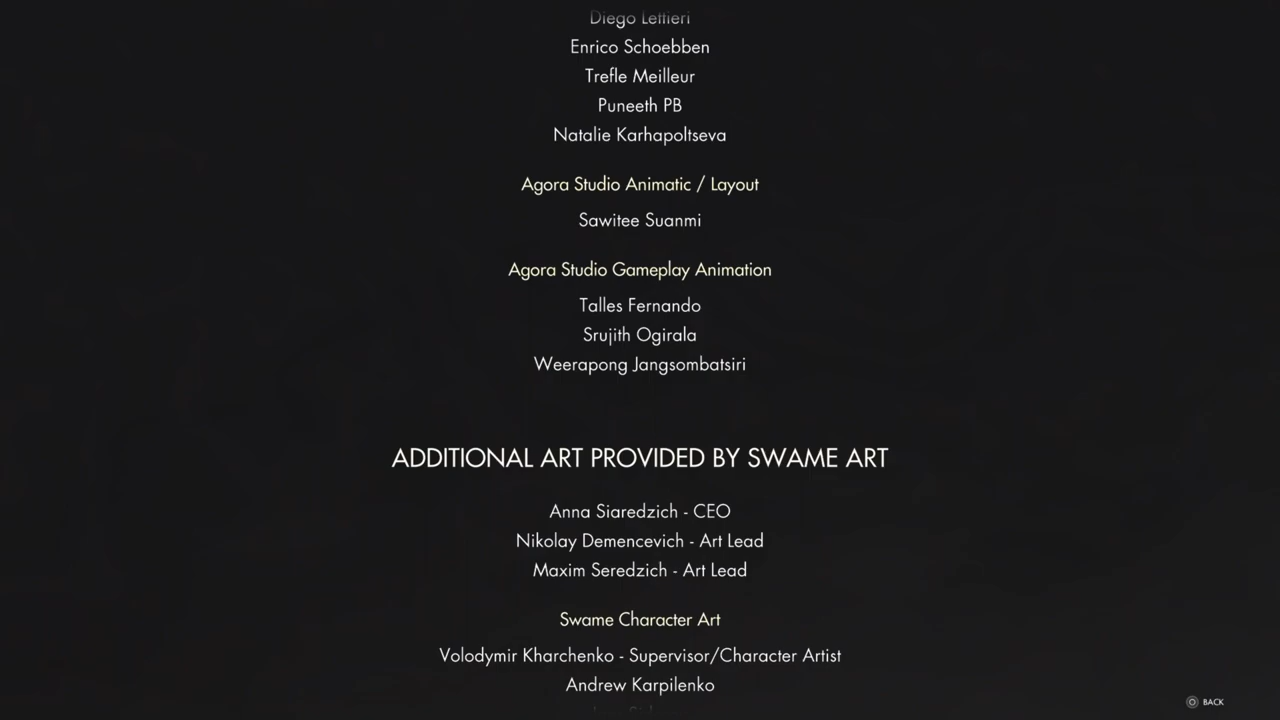 Diego Lettieri
Enrico Schoebben
Trefle Meilleur
Puneeth PB
Natalie Karhapoltseva
Agora Studio Animatic / Layout
Sawitee Suanmi
Agora Studio Gameplay Animation
Talles Fernando
Srujith Ogirala
Weerapong Jangsombatsiri
ADDITIONAL ART PROVIDED BY SWAME ART
Anna Siaredzich - CEO
Nikolay Demencevich - Art Lead
Maxim Seredzich - Art Lead
Swame Character Art
Volodymir Kharchenko - Supervisor/Character Artist
Andrew Karpilenko
BACK